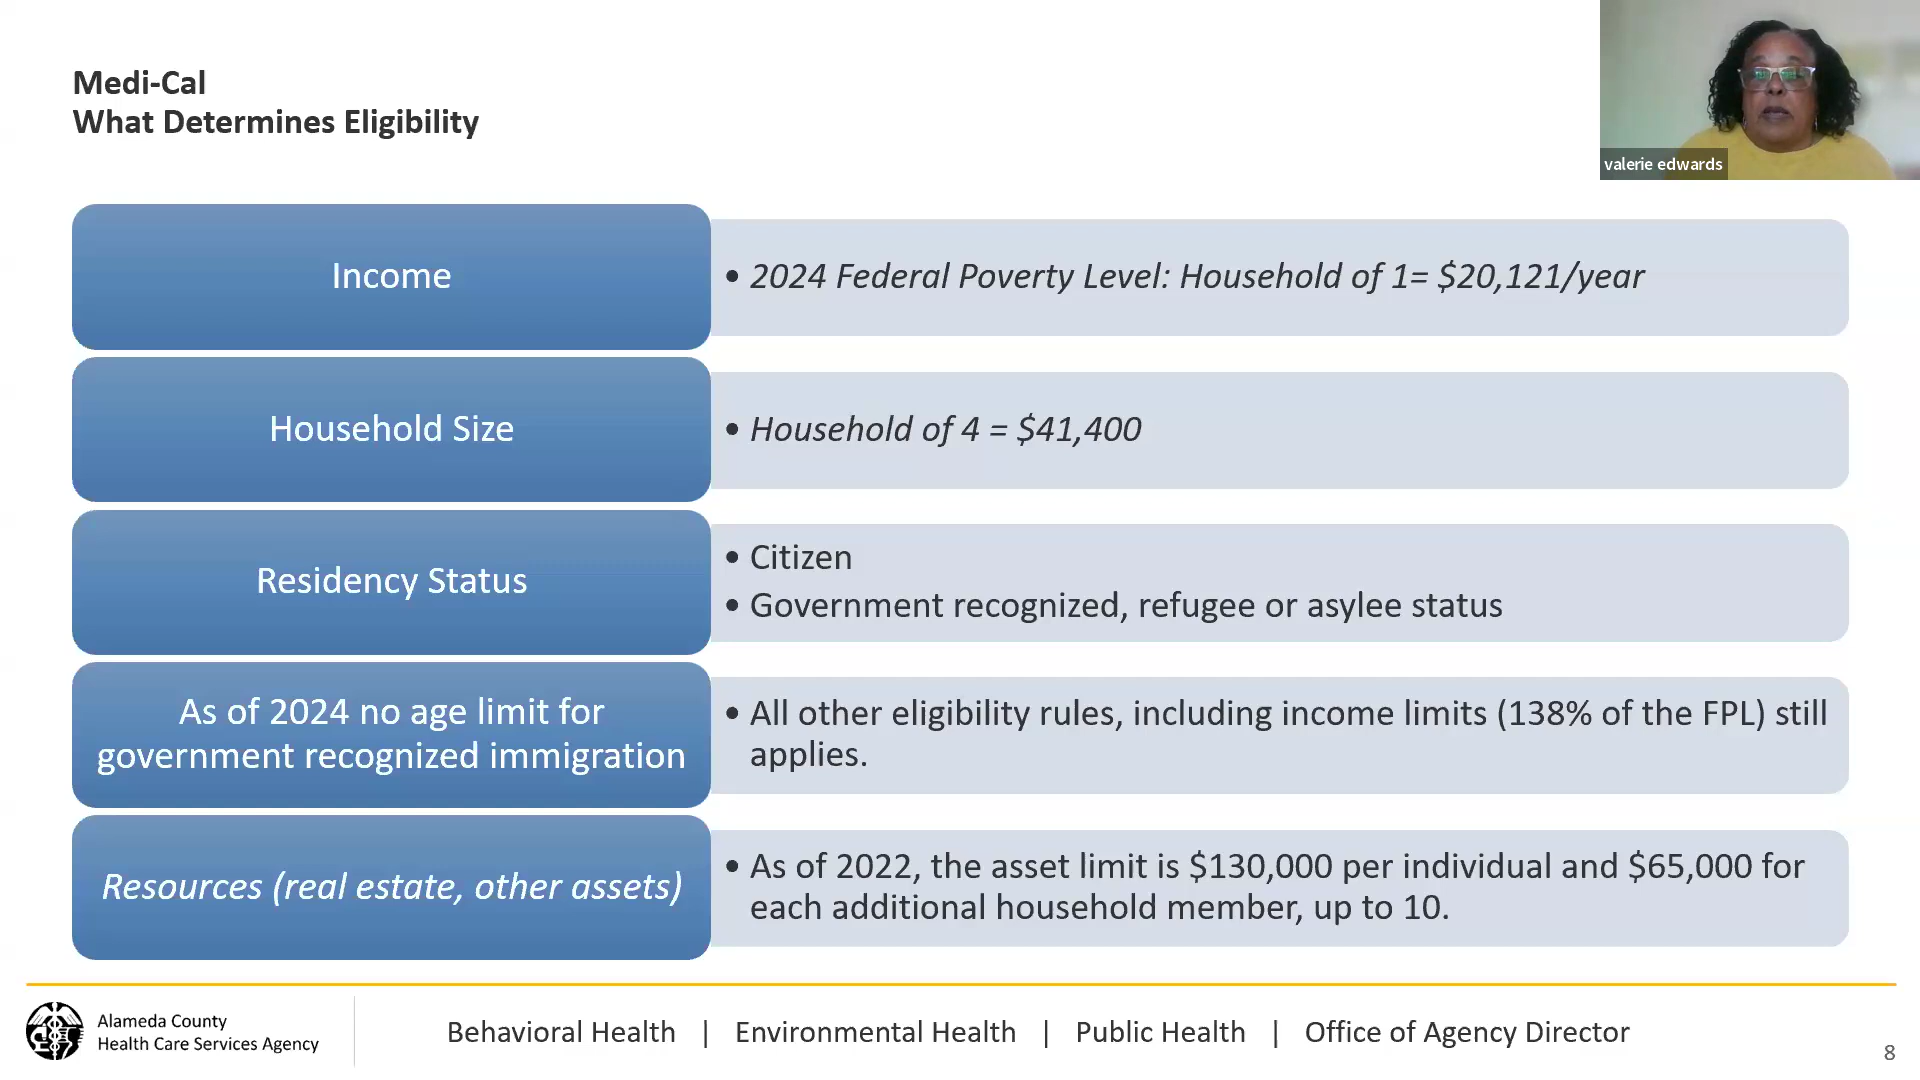 Medi-Cal
What Determines Eligibility
valerie edwards
Income
• 2024 Federal Poverty Level: Household of 1= $20,121/year
Household Size
• Household of 4 = $41,400
Residency Status
• Citizen
• Government recognized, refugee or asylee status
As of 2024 no age limit for
government recognized immigration
• All other eligibility rules, including income limits (138% of the FPL) still
applies.
Resources (real estate, other assets)
• As of 2022, the asset limit is $130,000 per individual and $65,000 for
each additional household member, up to 10.
Alameda County
Health Care Services Agency
Behavioral Health | Environmental Health | Public Health | Office of Agency Director
8